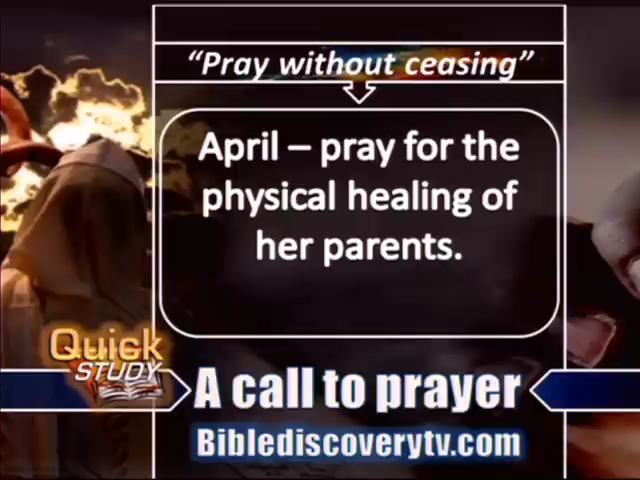 “Pray without ceasing”
April – pray for the
physical healing of
her parents.
Quick
STUDY
A call to prayer
Biblediscoverytv.com